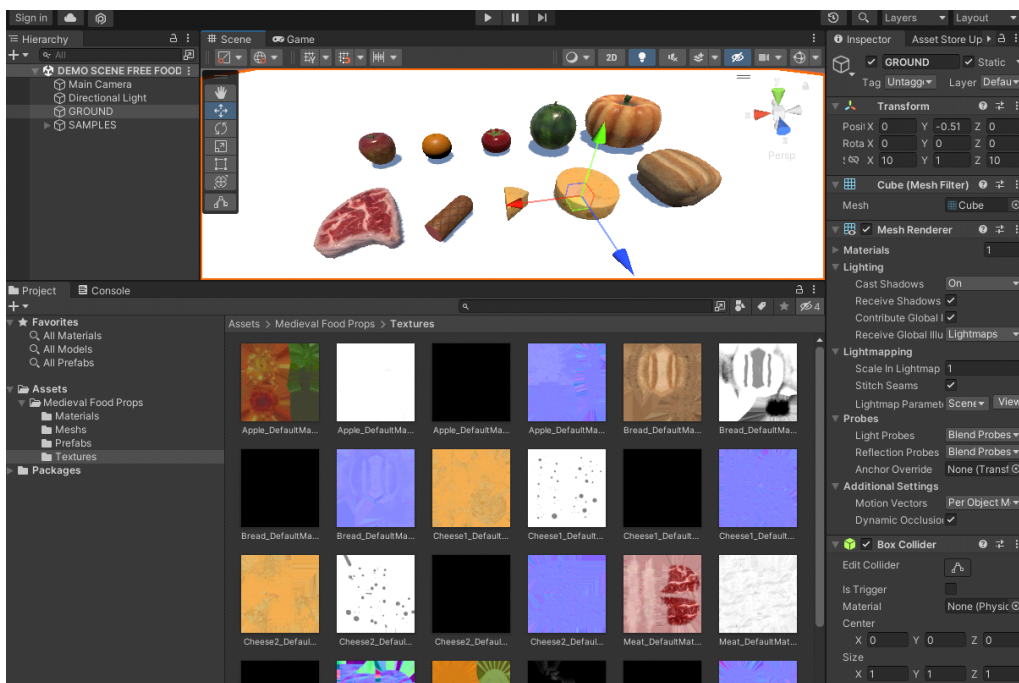 Sign in
Layers
Layout
Hierarchy
All
DEMO SCENE FREE FOOD
Main Camera
Directional Light
GROUND
SAMPLES
Scene
Game
2D
y
x
Persp
Inspector
Asset Store Up
GROUND
Static
Tag Untagge
Layer Defau
Transform
Posit X 0 Y -0.51 Z 0
Rota X 0 Y 0 Z 0
X 10 Y 1 Z 10
Cube (Mesh Filter)
Mesh Cube
Mesh Renderer
Materials 1
Lighting
Cast Shadows On
Receive Shadows
Contribute Global I
Receive Global Illu Lightmaps
Lightmapping
Scale In Lightmap 1
Stitch Seams
Lightmap Paramet Scene View
Probes
Light Probes Blend Probes
Reflection Probes Blend Probes
Anchor Override None (Transf
Additional Settings
Motion Vectors Per Object M
Dynamic Occlusio
Box Collider
Edit Collider
Is Trigger
Material None (Physic
Center
X 0 Y 0 Z 0
Size
X 1 Y 1 Z 1
Project
Console
4
Favorites
All Materials
All Models
All Prefabs
Assets
Medieval Food Props
Materials
Meshs
Prefabs
Textures
Packages
Assets > Medieval Food Props > Textures
Apple_DefaultMa... Apple_DefaultMa... Apple_DefaultMa... Apple_DefaultMa... Bread_DefaultMa... Bread_DefaultMa...
Bread_DefaultMa... Bread_DefaultMa... Cheese1_Default... Cheese1_Default... Cheese1_Default... Cheese1_Default...
Cheese2_Defaul... Cheese2_Defaul... Cheese2_Defaul... Cheese2_Defaul... Meat_DefaultMat... Meat_DefaultMat...